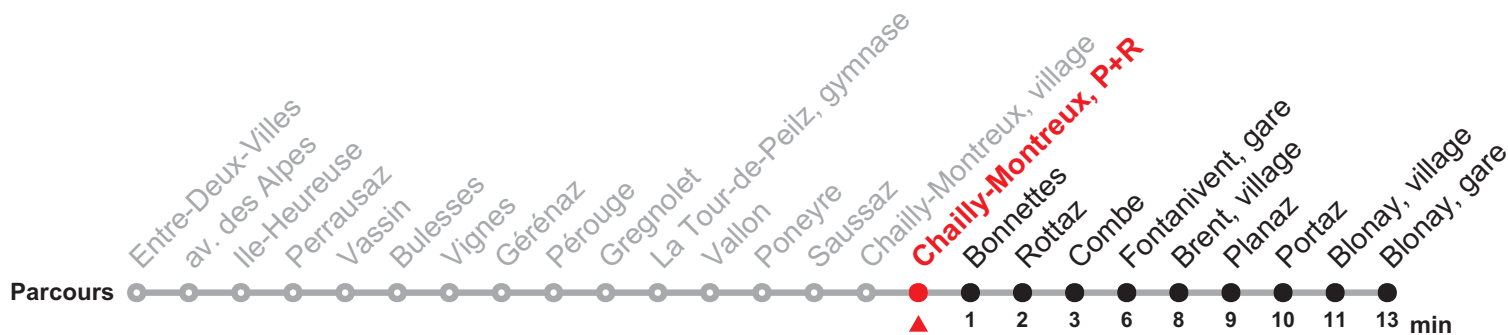 Entre-Deux-Villes
av. des Alpes
Ile-Heureuse
Perrausaz
Vassin
Bulesses
Vignes
Gérénaz
Pérouge
Gregnolet
La Tour-de-Peilz, gymnase
Vallon
Poneyre
Saussaz
Chailly-Montreux, village
Chailly-Montreux, P+R
Bonnettes
Rottaz
Combe
Fontanivent, gare
Brent, village
Planaz
Portaz
Blonay, village
Blonay, gare
Parcours
1 2 3 6 8 9 10 11 13 min